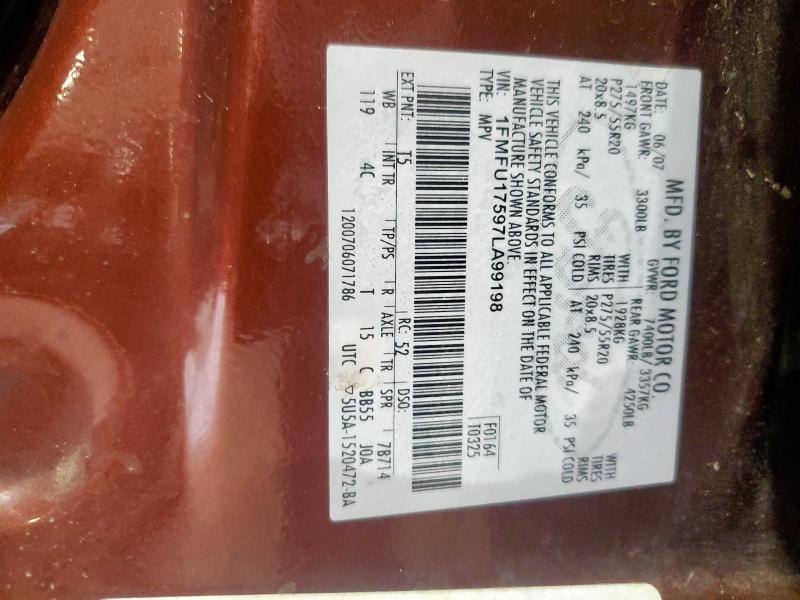 MFD. BY FORD MOTOR CO.
DATE: 06/07 GVWR: 7400LB/ 3357KG
FRONT GAWR: 3300LB REAR GAWR: 4250LB
1497KG WITH 1928KG WITH
P275/55R20 TIRES P275/55R20 TIRES
20x8.5 RIMS 20x8.5 RIMS
AT 240 kPa/ 35 PSI COLD AT 240 kPa/ 35 PSI COLD
THIS VEHICLE CONFORMS TO ALL APPLICABLE FEDERAL MOTOR
VEHICLE SAFETY STANDARDS IN EFFECT ON THE DATE OF
MANUFACTURE SHOWN ABOVE.
VIN: 1FMFU17597LA99198
TYPE: MPV
F0164
T0325
EXT PNT: T5 RC: 52 DSO:
WB INT TR TP/PS R AXLE TR SPR 7B714
119 4C T 15 C BB55 JOA
1200706071786 UTC ▽5U5A-1520472-BA